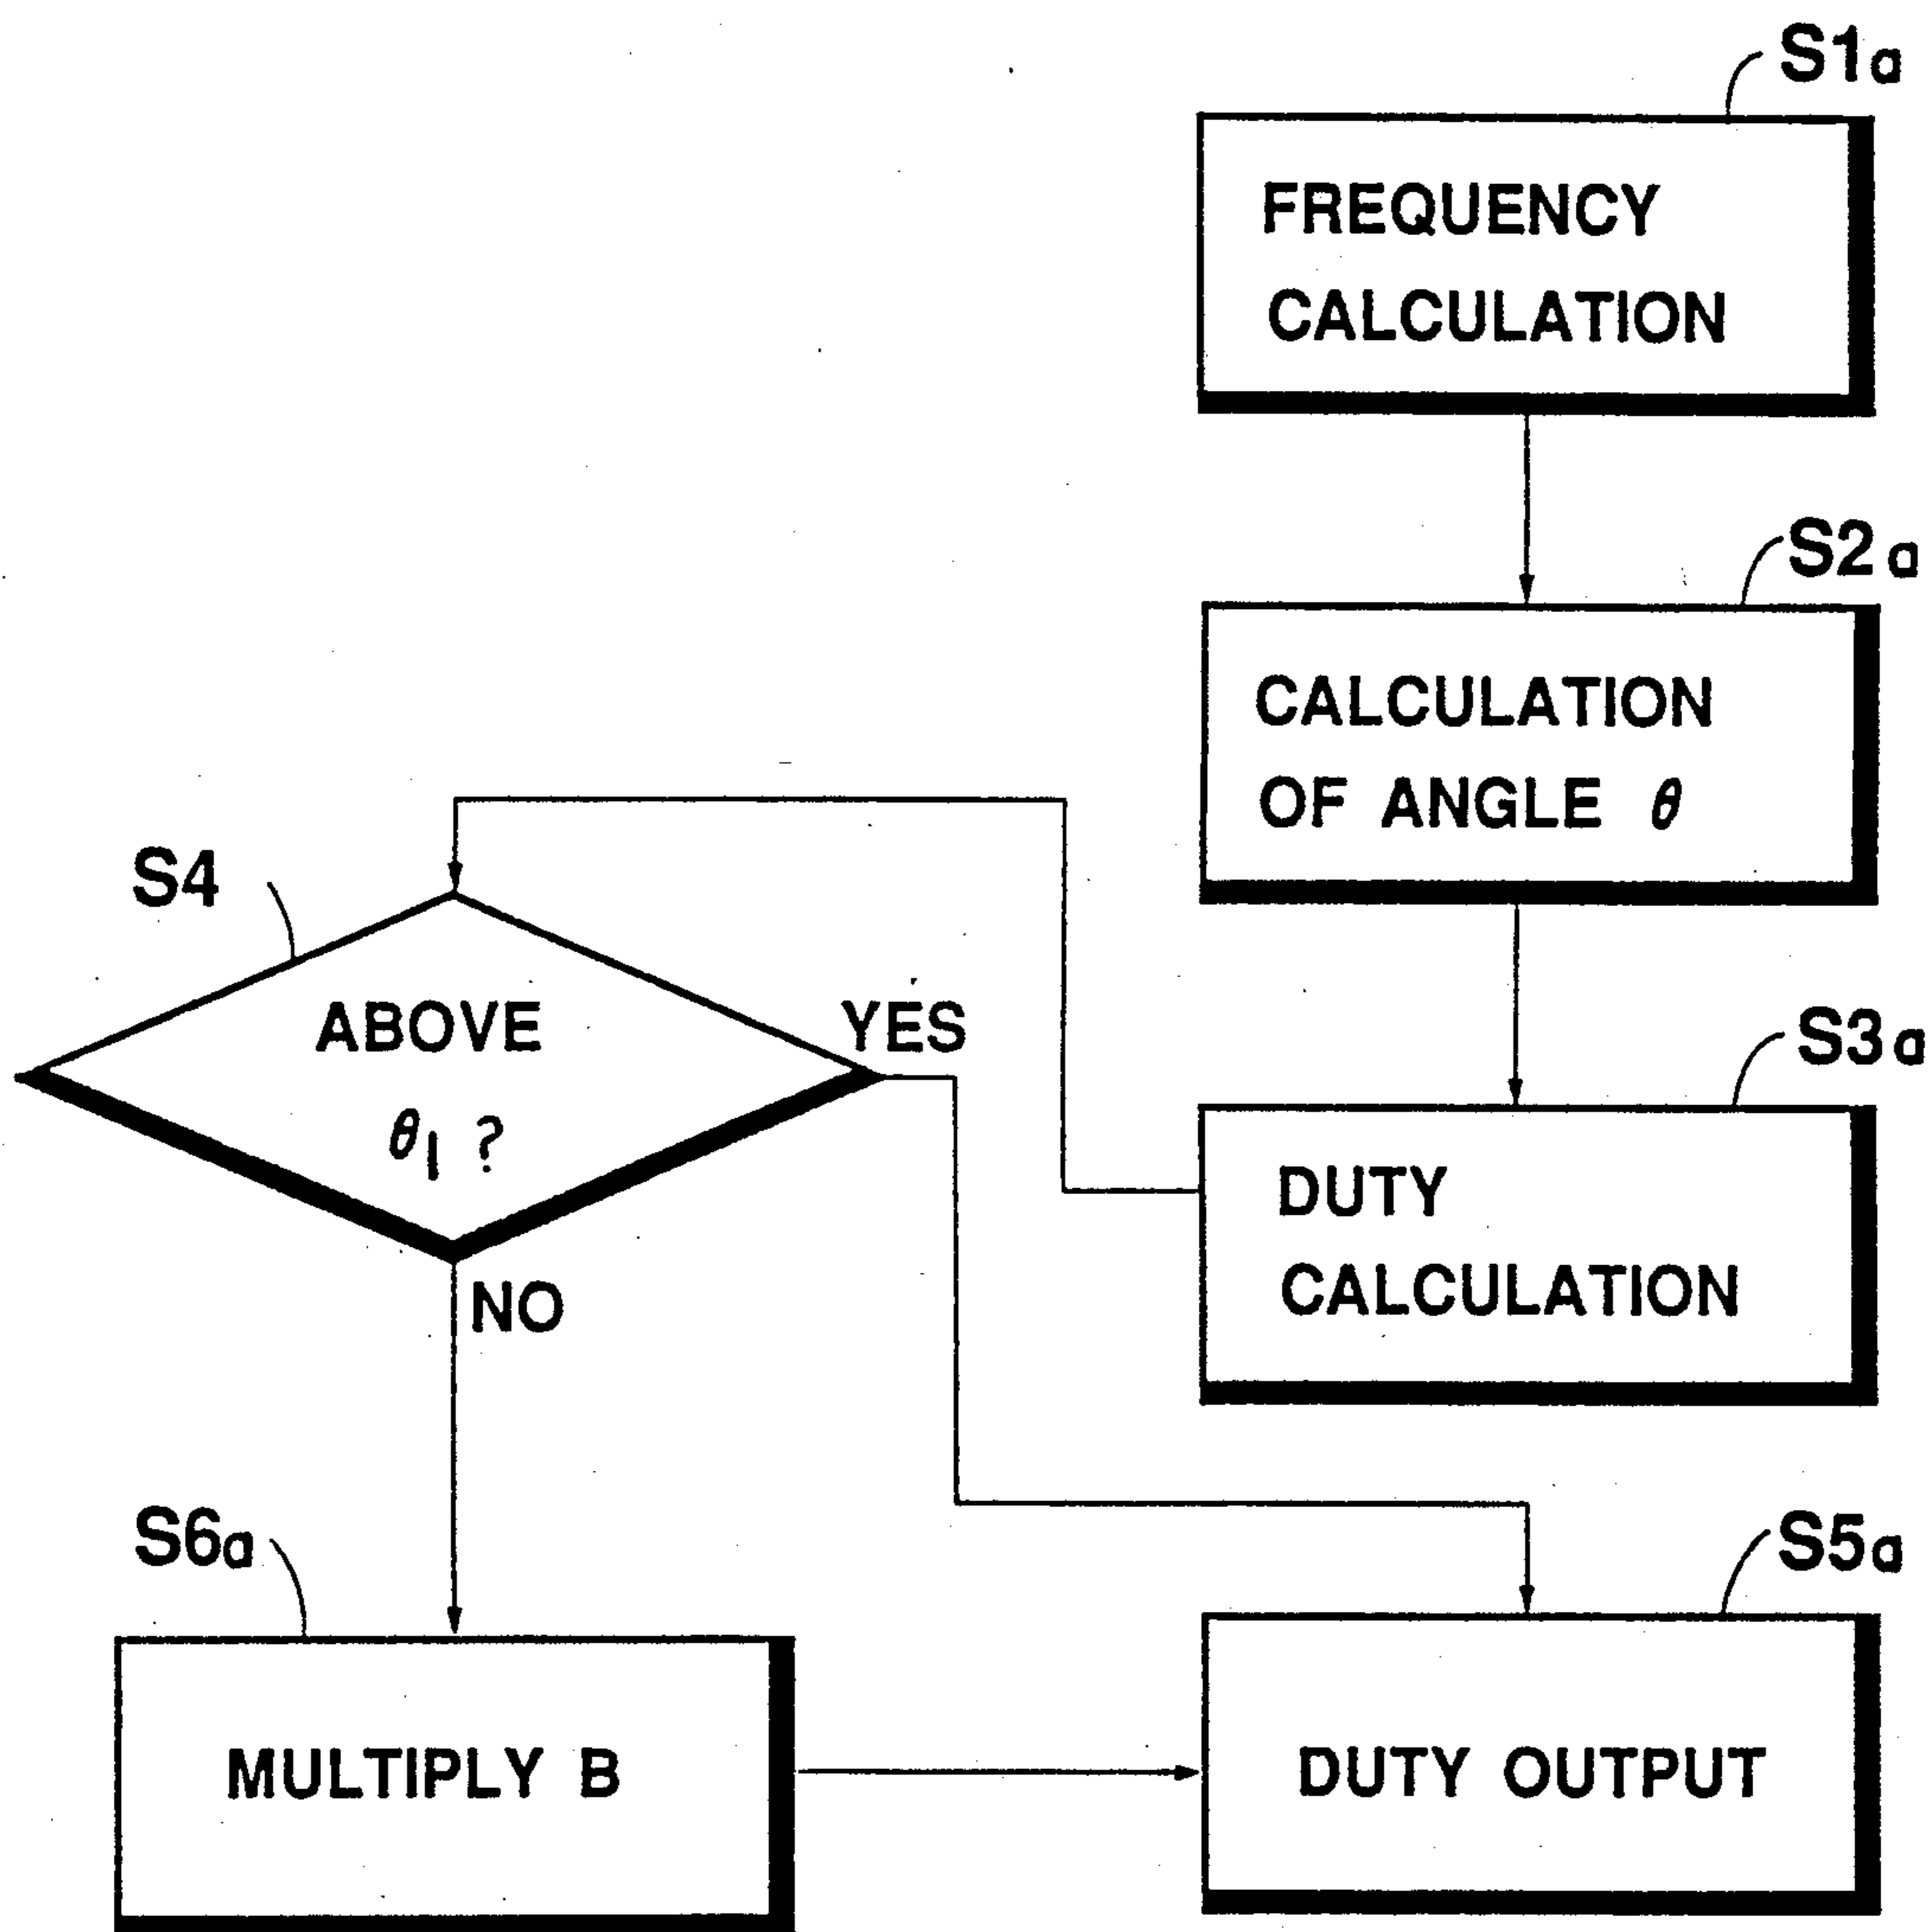 S1a
FREQUENCY
CALCULATION
S2a
CALCULATION
OF ANGLE θ
S3a
DUTY
CALCULATION
S4
ABOVE
θ1 ?
YES
NO
S6a
MULTIPLY B
S5a
DUTY OUTPUT